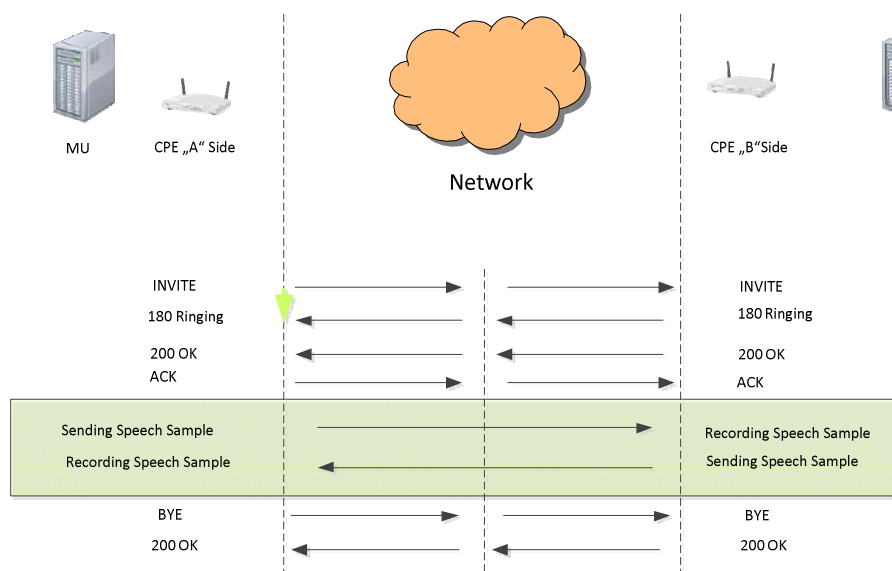 MU
CPE „A“ Side
CPE „B“Side
Network
INVITE
INVITE
180 Ringing
180 Ringing
200 OK
200 OK
ACK
ACK
Sending Speech Sample
Recording Speech Sample
Recording Speech Sample
Sending Speech Sample
BYE
BYE
200 OK
200 OK